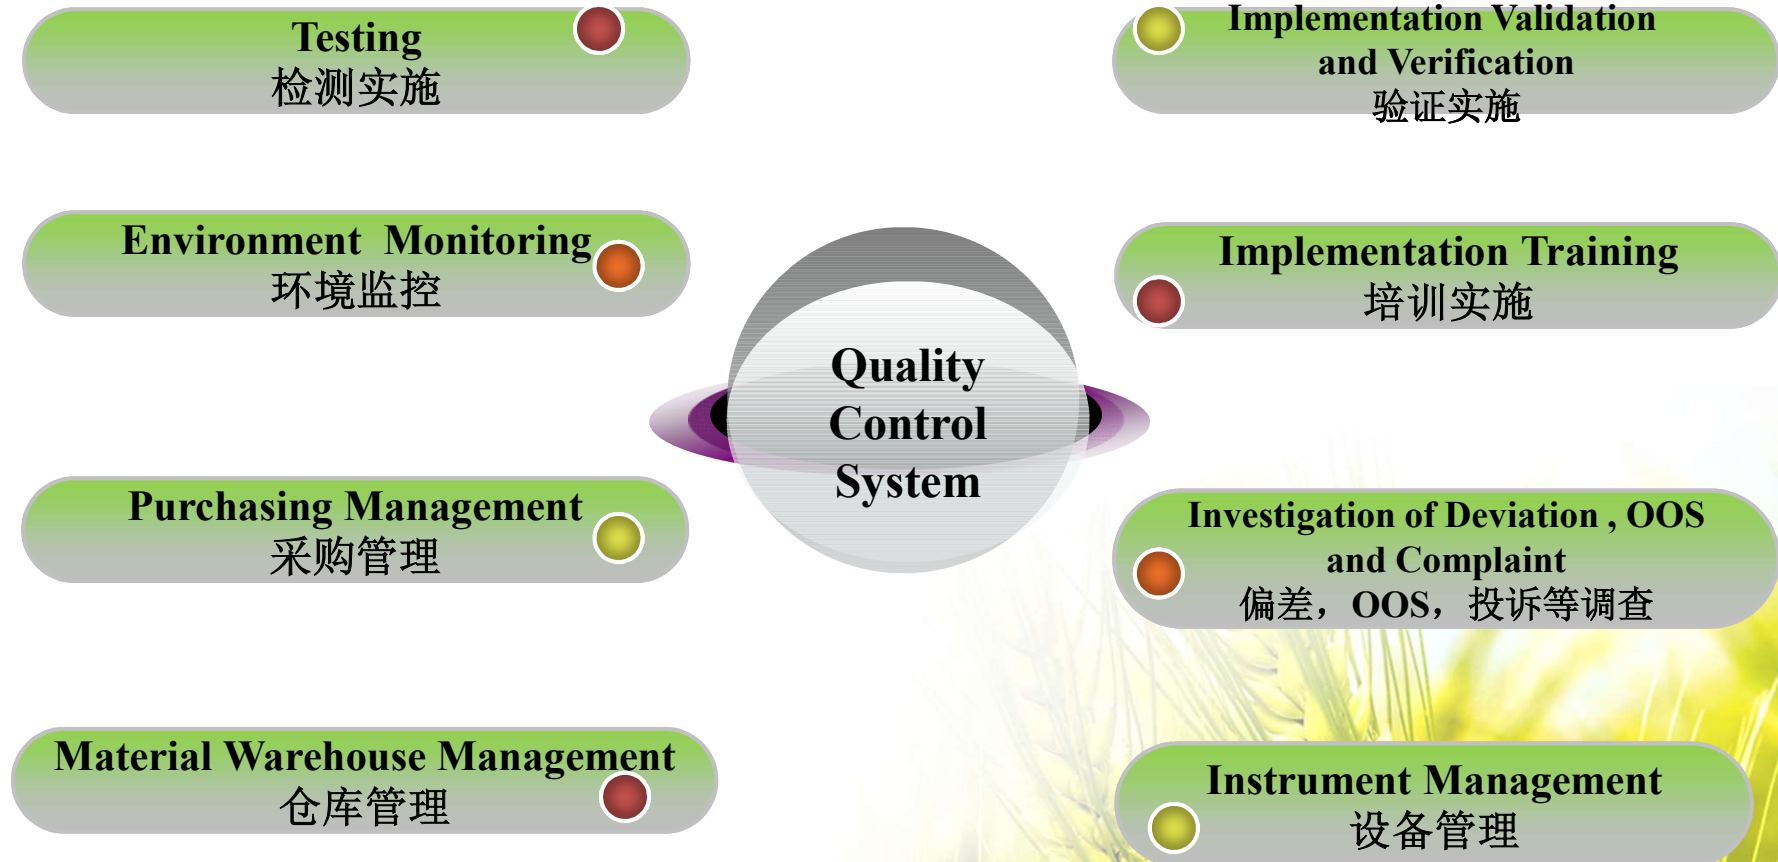 Testing
检测实施
Environment Monitoring
环境监控
Purchasing Management
采购管理
Material Warehouse Management
仓库管理
Quality
Control
System
Implementation Validation
and Verification
验证实施
Implementation Training
培训实施
Investigation of Deviation , OOS
and Complaint
偏差，OOS，投诉等调查
Instrument Management
设备管理